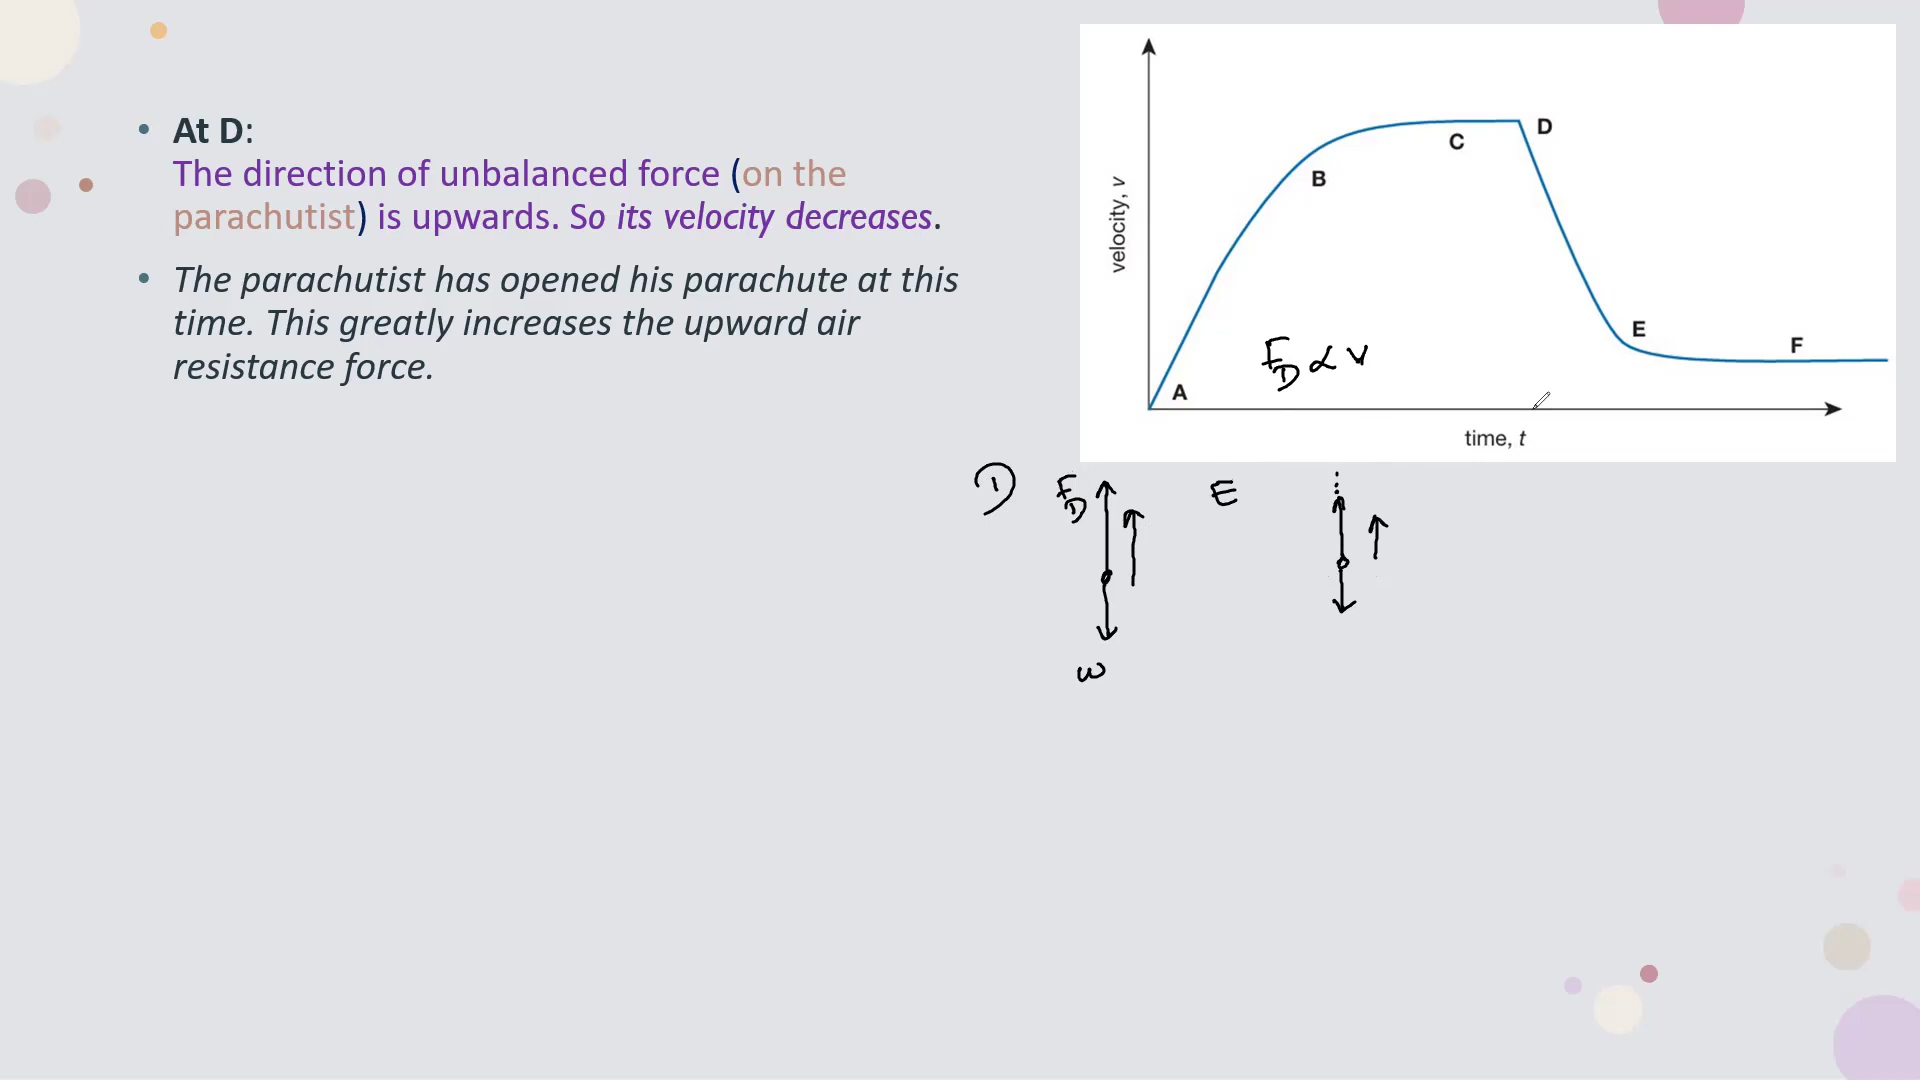 • At D:
The direction of unbalanced force (on the
parachutist) is upwards. So its velocity decreases.
• The parachutist has opened his parachute at this
time. This greatly increases the upward air
resistance force.
velocity, v
A
B
C
D
E
F
F_D ∝ v
time, t
D
F_D
w
E